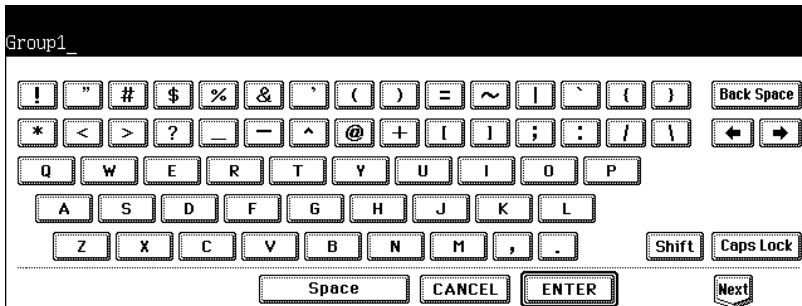 Group1_
! " # $ % & ' ( ) = ~ | ` { } Back Space
* < > ? _ - ^ @ + [ ] ; : / \ ← →
Q W E R T Y U I O P
A S D F G H J K L
Z X C V B N M , . Shift Caps Lock
Space CANCEL ENTER Next